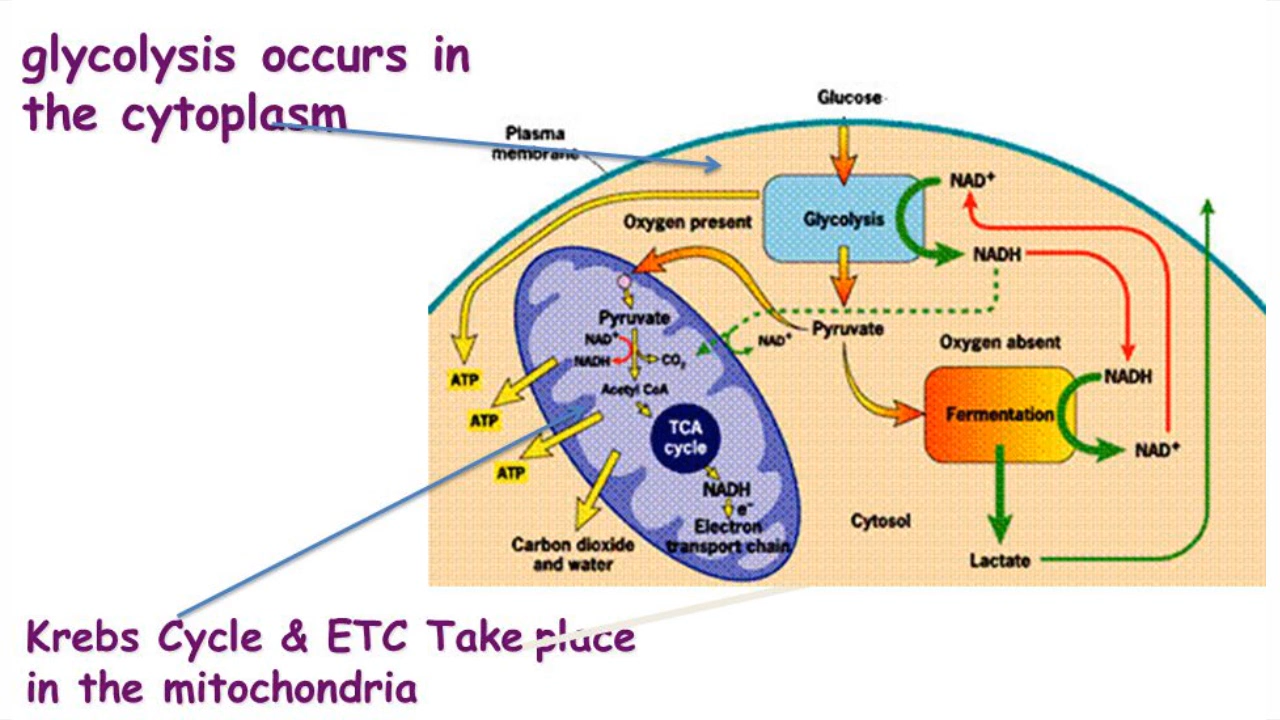 glycolysis occurs in
the cytoplasm
Glucose
Plasma
membrane
NAD⁺
Oxygen present
Glycolysis
NADH
Pyruvate
NAD⁺
NADH
CO₂
Acetyl CoA
NAD⁺
Pyruvate
Oxygen absent
ATP
ATP
ATP
TCA
cycle
NADH
e⁻
Electron
transport chain
Carbon dioxide
and water
NADH
Fermentation
NAD⁺
Cytosol
Lactate
Krebs Cycle & ETC Take place
in the mitochondria